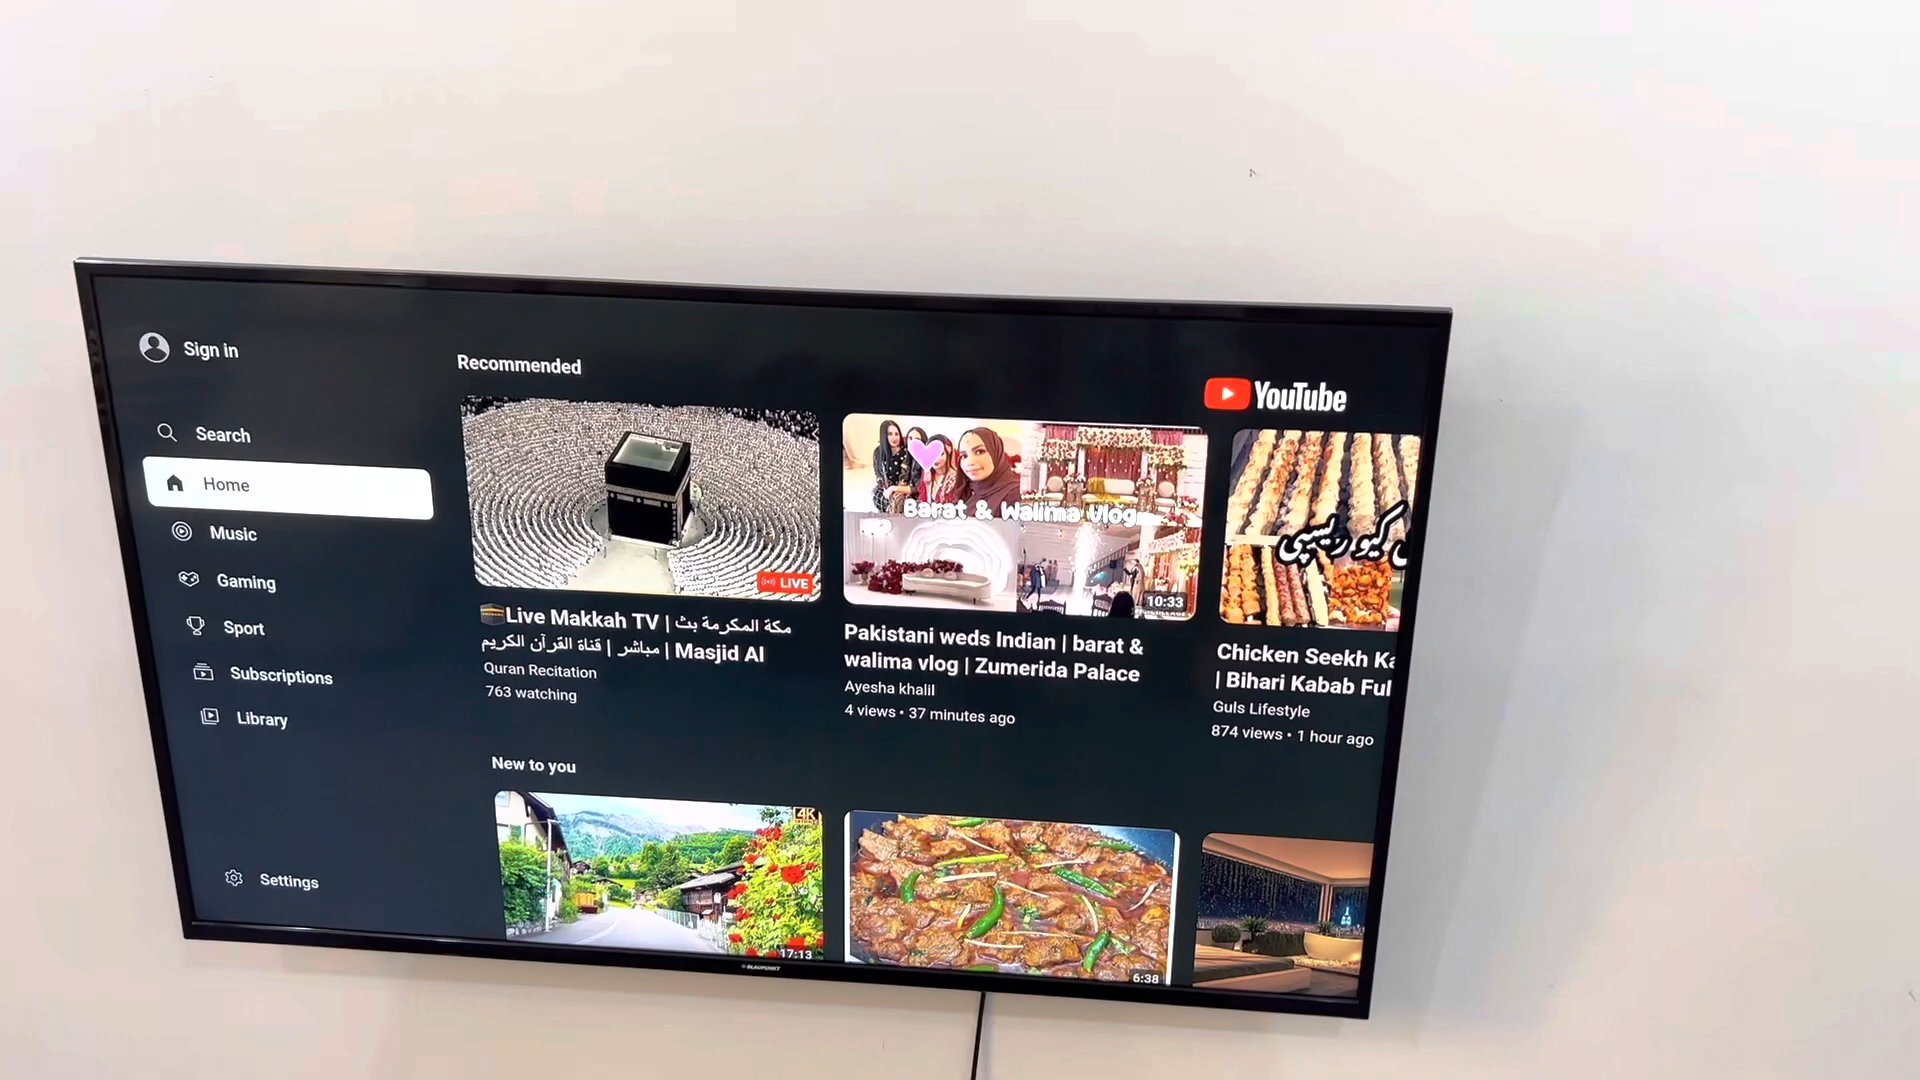 Sign in
Search
Home
Music
Gaming
Sport
Subscriptions
Library
Settings
YouTube
Recommended
LIVE
Live Makkah TV | مكة المكرمة بث
مباشر | قناة القرآن الكريم | Masjid Al
Quran Recitation
763 watching
Barat & Walima Vlog
10:33
Pakistani weds Indian | barat &
walima vlog | Zumerida Palace
Ayesha khalil
4 views • 37 minutes ago
کیو ریسیپی
Chicken Seekh Ka
| Bihari Kabab Ful
Guls Lifestyle
874 views • 1 hour ago
New to you
4K
17:13
6:38
BLAUPUNKT